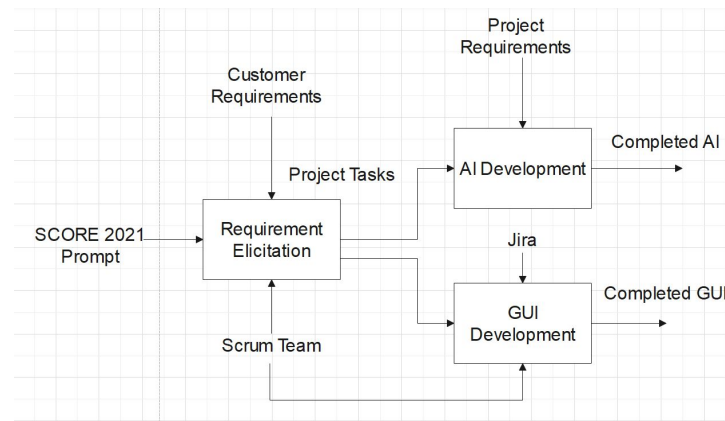 Project
Requirements
Customer
Requirements
Completed AI
Project Tasks
AI Development
SCORE 2021
Prompt
Requirement
Elicitation
Jira
Completed GUI
GUI
Development
Scrum Team